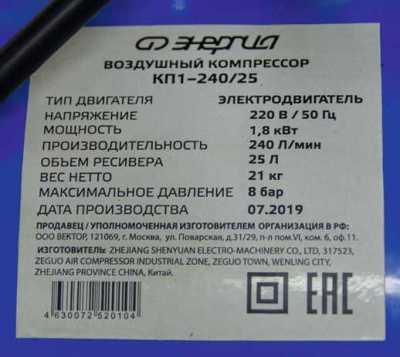 ЭНЕРГИЯ
ВОЗДУШНЫЙ КОМПРЕССОР
КП1-240/25
ТИП ДВИГАТЕЛЯ ЭЛЕКТРОДВИГАТЕЛЬ
НАПРЯЖЕНИЕ 220 В / 50 Гц
МОЩНОСТЬ 1,8 кВт
ПРОИЗВОДИТЕЛЬНОСТЬ 240 Л/мин
ОБЪЕМ РЕСИВЕРА 25 Л
ВЕС НЕТТО 21 кг
МАКСИМАЛЬНОЕ ДАВЛЕНИЕ 8 бар
ДАТА ПРОИЗВОДСТВА 07.2019
ПРОДАВЕЦ / УПОЛНОМОЧЕННАЯ ИЗГОТОВИТЕЛЕМ ОРГАНИЗАЦИЯ В РФ:
ООО ВЕКТОР, 121069, г. Москва, ул. Поварская, д.31/29, п-л пом.VI, ком. 6, оф.11.
ИЗГОТОВИТЕЛЬ: ZHEJIANG SHENYUAN ELECTRO-MACHINERY CO., LTD, 317523,
ZEGUO AIR COMPRESSOR INDUSTRIAL ZONE, ZEGUO TOWN, WENLING CITY,
ZHEJIANG PROVINCE CHINA, Китай.
4 630072 520104
EAC